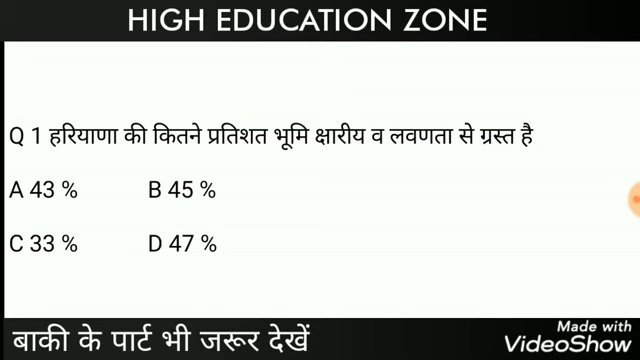 HIGH EDUCATION ZONE
Q 1 हरियाणा की कितने प्रतिशत भूमि क्षारीय व लवणता से ग्रस्त है
A 43 % B 45 %
C 33 % D 47 %
बाकी के पार्ट भी जरूर देखें
Made with
VideoShow